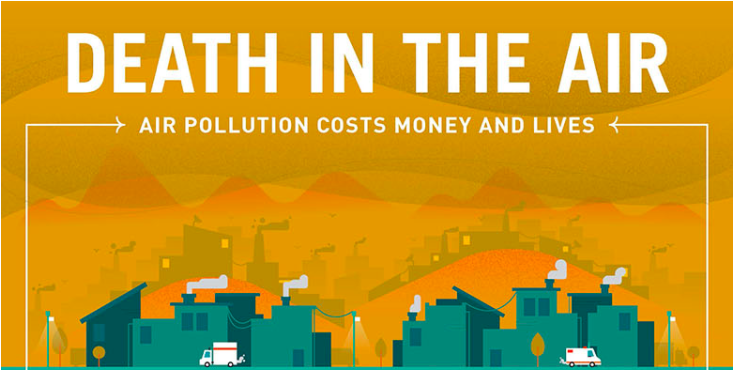 DEATH IN THE AIR
AIR POLLUTION COSTS MONEY AND LIVES